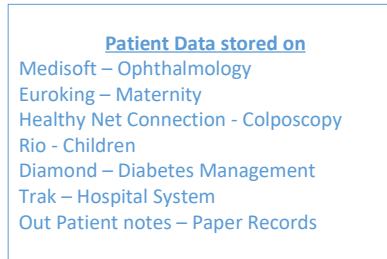 Patient Data stored on
Medisoft – Ophthalmology
Euroking – Maternity
Healthy Net Connection - Colposcopy
Rio - Children
Diamond – Diabetes Management
Trak – Hospital System
Out Patient notes – Paper Records